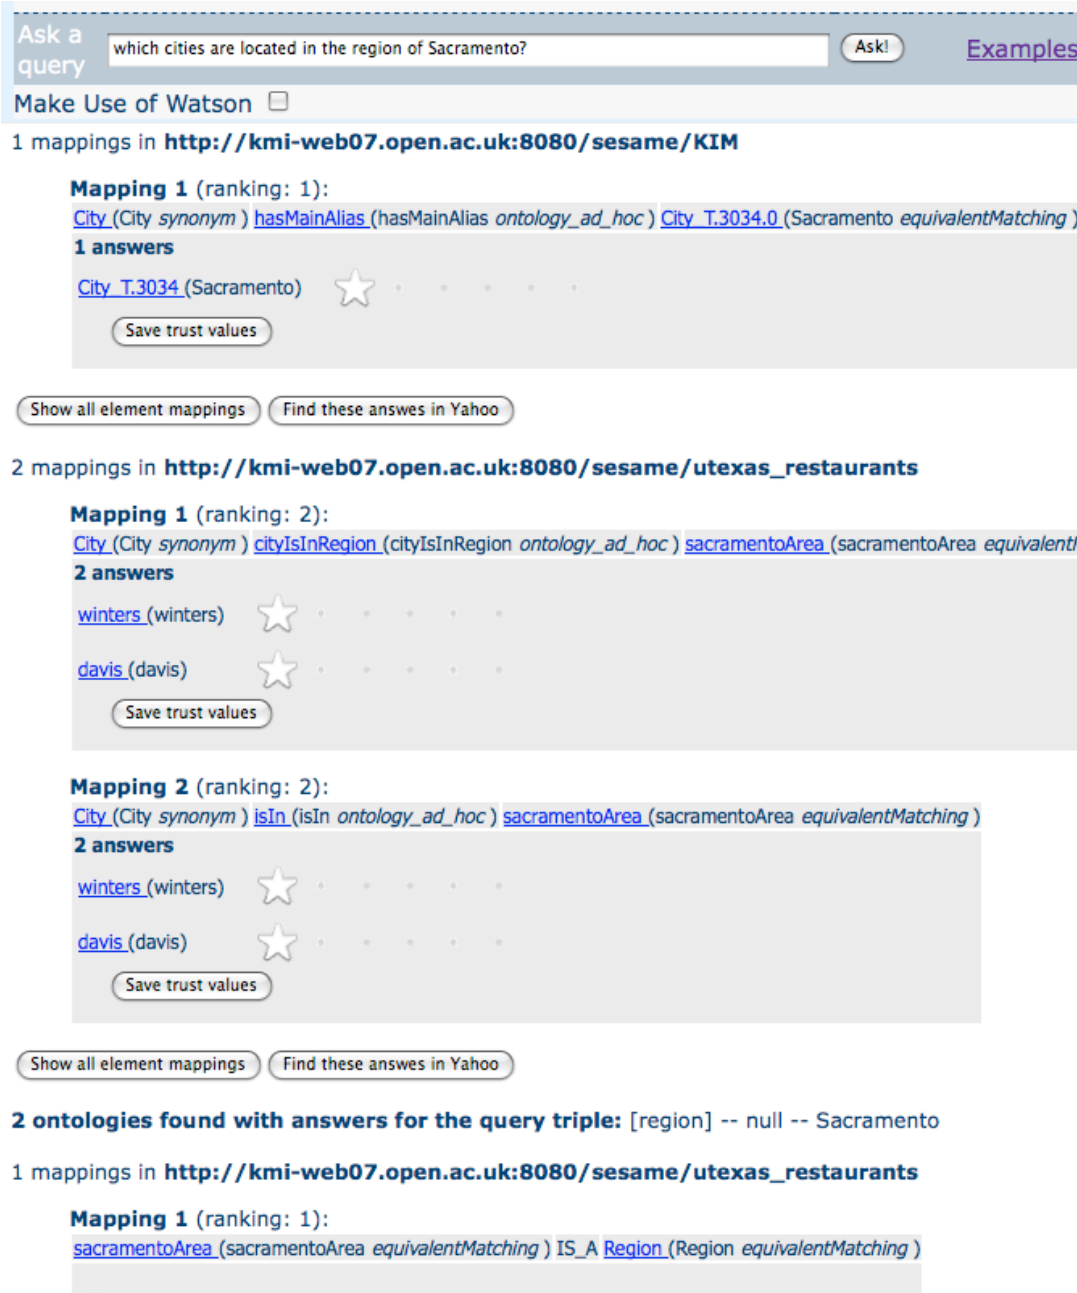 Ask a query
which cities are located in the region of Sacramento?
Ask!
Examples
Make Use of Watson
1 mappings in http://kmi-web07.open.ac.uk:8080/sesame/KIM
Mapping 1 (ranking: 1):
City (City synonym ) hasMainAlias (hasMainAlias ontology_ad_hoc ) City_T.3034.0 (Sacramento equivalentMatching )
1 answers
City_T.3034 (Sacramento)
Save trust values
Show all element mappings Find these answes in Yahoo
2 mappings in http://kmi-web07.open.ac.uk:8080/sesame/utexas_restaurants
Mapping 1 (ranking: 2):
City (City synonym ) cityIsInRegion (cityIsInRegion ontology_ad_hoc ) sacramentoArea (sacramentoArea
2 answers
winters (winters)
davis (davis)
Save trust values
Mapping 2 (ranking: 2):
City (City synonym ) isIn (isIn ontology_ad_hoc ) sacramentoArea (sacramentoArea equivalentMatching )
2 answers
winters (winters)
davis (davis)
Save trust values
Show all element mappings Find these answes in Yahoo
2 ontologies found with answers for the query triple: [region] -- null -- Sacramento
1 mappings in http://kmi-web07.open.ac.uk:8080/sesame/utexas_restaurants
Mapping 1 (ranking: 1):
sacramentoArea (sacramentoArea equivalentMatching ) IS_A Region (Region equivalentMatching )